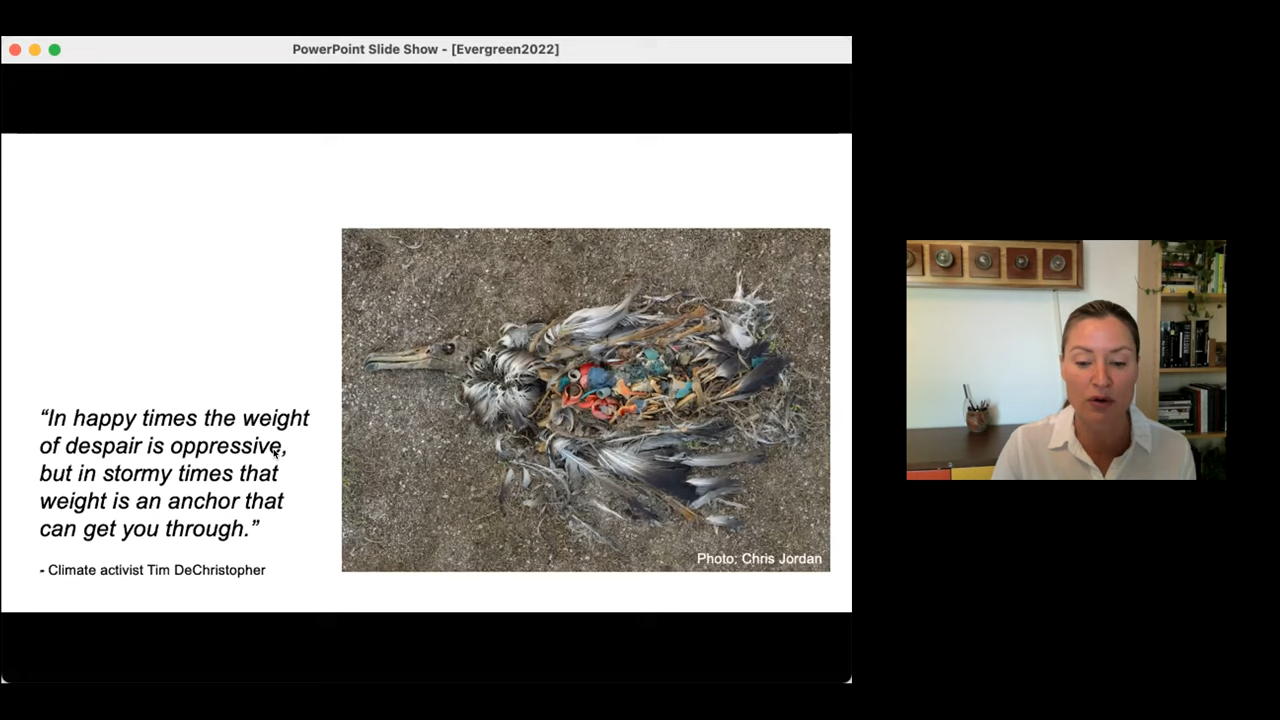 PowerPoint Slide Show - [Evergreen2022]
“In happy times the weight
of despair is oppressive,
but in stormy times that
weight is an anchor that
can get you through.”
- Climate activist Tim DeChristopher
Photo: Chris Jordan